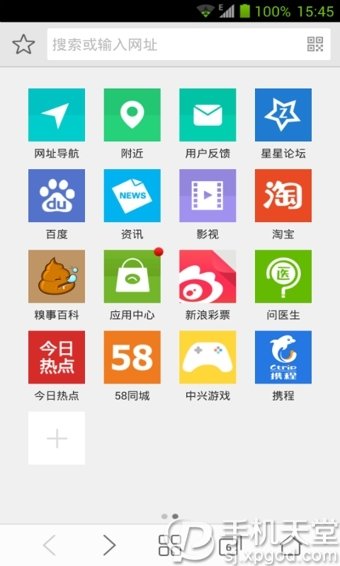 E 100% 15:45
搜索或输入网址
Z
网址导航 附近 用户反馈 星星论坛
du NEWS 淘 医
百度 资讯 影视 淘宝
糗事百科 应用中心 新浪彩票 问医生
今日
热点
58
Ctrip
携程
今日热点 58同城 中兴游戏 携程
6
手机天堂
sj.xpgod.com